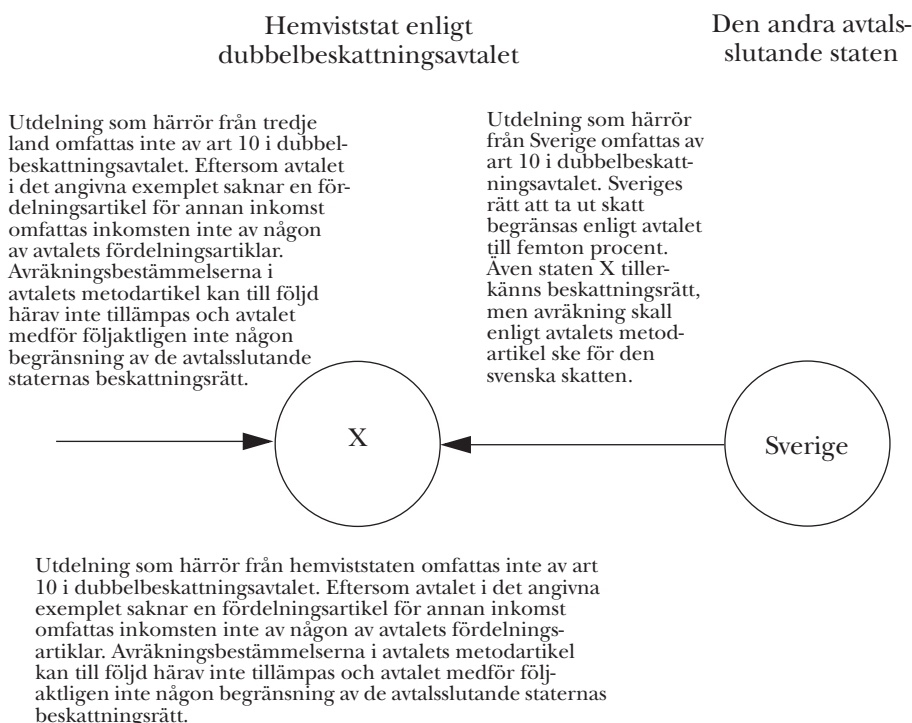 Hemviststat enligt
dubbelbeskattningsavtalet
Den andra avtals-
slutande staten
Utdelning som härrör från tredje
land omfattas inte av art 10 i dubbel-
beskattningsavtalet. Eftersom avtalet
i det angivna exemplet saknar en för-
delningsartikel för annan inkomst
omfattas inkomsten inte av någon
av avtalets fördelningsartiklar.
Avräkningsbestämmelserna i
avtalets metodartikel kan till följd
härav inte tillämpas och avtalet
medför följaktligen inte någon
begränsning av de avtalsslutande
staternas beskattningsrätt.
Utdelning som härrör
från Sverige omfattas av
art 10 i dubbelbeskatt-
ningsavtalet. Sveriges
rätt att ta ut skatt
begränsas enligt avtalet
till femton procent.
Även staten X tiller-
känns beskattningsrätt,
men avräkning skall
enligt avtalets metod-
artikel ske för den
svenska skatten.
X
Sverige
Utdelning som härrör från hemviststaten omfattas inte av art
10 i dubbelbeskattningsavtalet. Eftersom avtalet i det angivna
exemplet saknar en fördelningsartikel för annan inkomst
omfattas inkomsten inte av någon av avtalets fördelnings-
artiklar. Avräkningsbestämmelserna i avtalets metodartikel
kan till följd härav inte tillämpas och avtalet medför följ-
aktligen inte någon begränsning av de avtalsslutande staternas
beskattningsrätt.